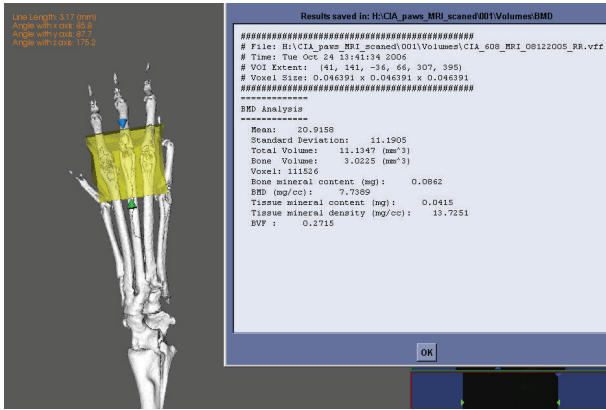 Line Length: 3.17 (mm)
Angle with x axis: 85.8
Angle with y axis: 87.7
Angle with z axis: 175.2
Results saved in: H:\CIA_paws_MRI_scaned\001\Volumes\BMD
#############################################
# File: H:\CIA_paws_MRI_scaned\001\Volumes\CIA_608_MRI_08122005_RR.vff
# Time: Tue Oct 24 13:41:34 2006
# VOI Extent: (41, 141, -36, 66, 307, 395)
# Voxel Size: 0.046391 x 0.046391 x 0.046391
#############################################
-------------
BMD Analysis
-------------
Mean: 20.9158
Standard Deviation: 11.1905
Total Volume: 11.1347 (mm^3)
Bone Volume: 3.0225 (mm^3)
Voxel: 111526
Bone mineral content (mg): 0.0862
BMD (mg/cc): 7.7389
Tissue mineral content (mg): 0.0415
Tissue mineral density (mg/cc): 13.7251
BVF : 0.2715
OK